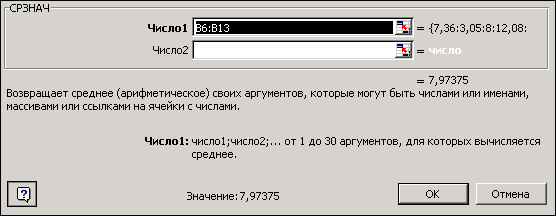 СРЗНАЧ
Число1 B6:B13 = {7,36:3,05:8:12,08:
Число2 = число
= 7,97375
Возвращает среднее (арифметическое) своих аргументов, которые могут быть числами или именами,
массивами или ссылками на ячейки с числами.
Число1: число1;число2;... от 1 до 30 аргументов, для которых вычисляется
среднее.
? Значение:7,97375 ОК Отмена